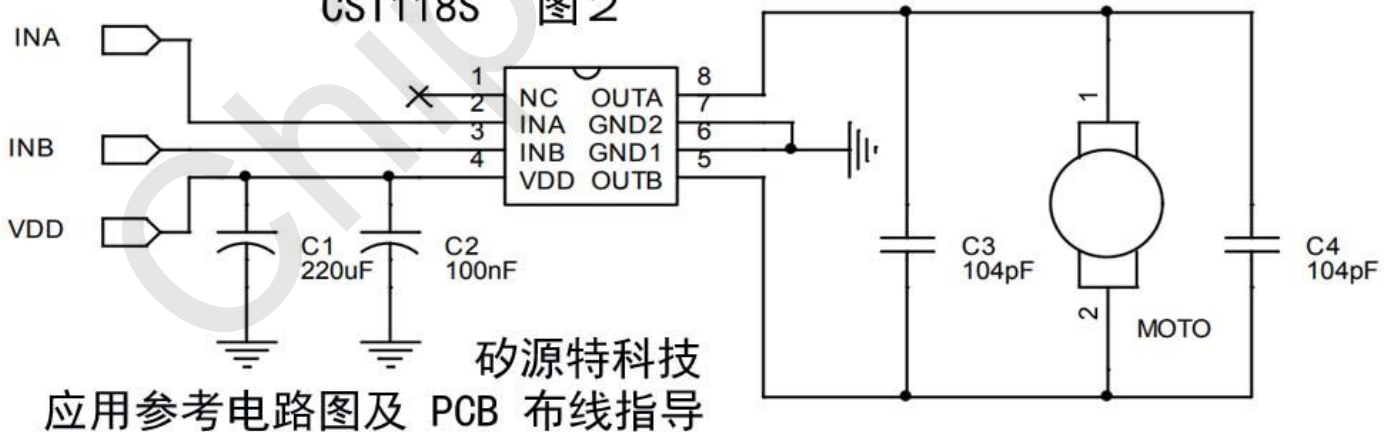 CST118S 图2
INA
INB
VDD
1
2
3
4
NC OUTA
INA GND2
INB GND1
VDD OUTB
8
7
6
5
C1
220uF
C2
100nF
C3
104pF
1
2
MOTO
C4
104pF
矽源特科技
应用参考电路图及 PCB 布线指导
Chip